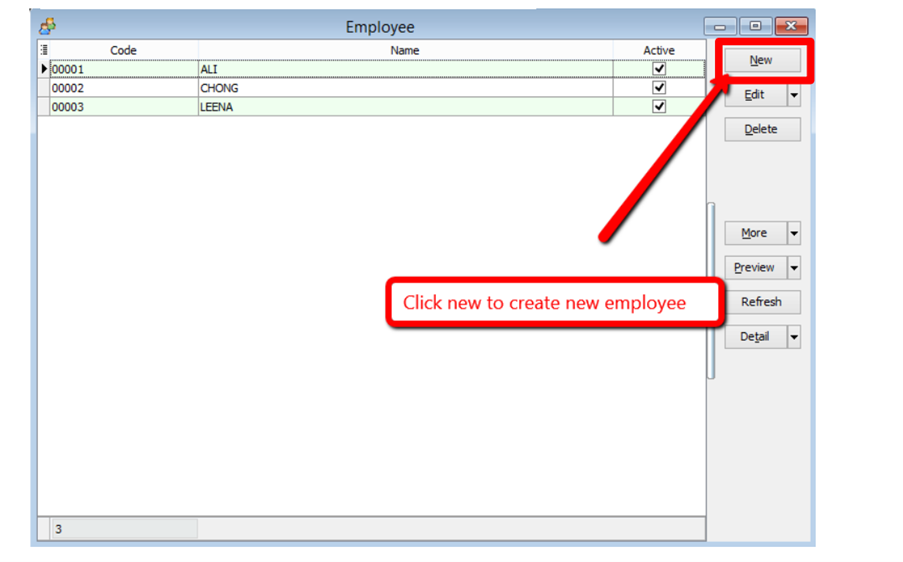 Employee
Code Name Active
00001 ALI
00002 CHONG
00003 LEENA
New
Edit
Delete
More
Preview
Refresh
Detail
Click new to create new employee
3